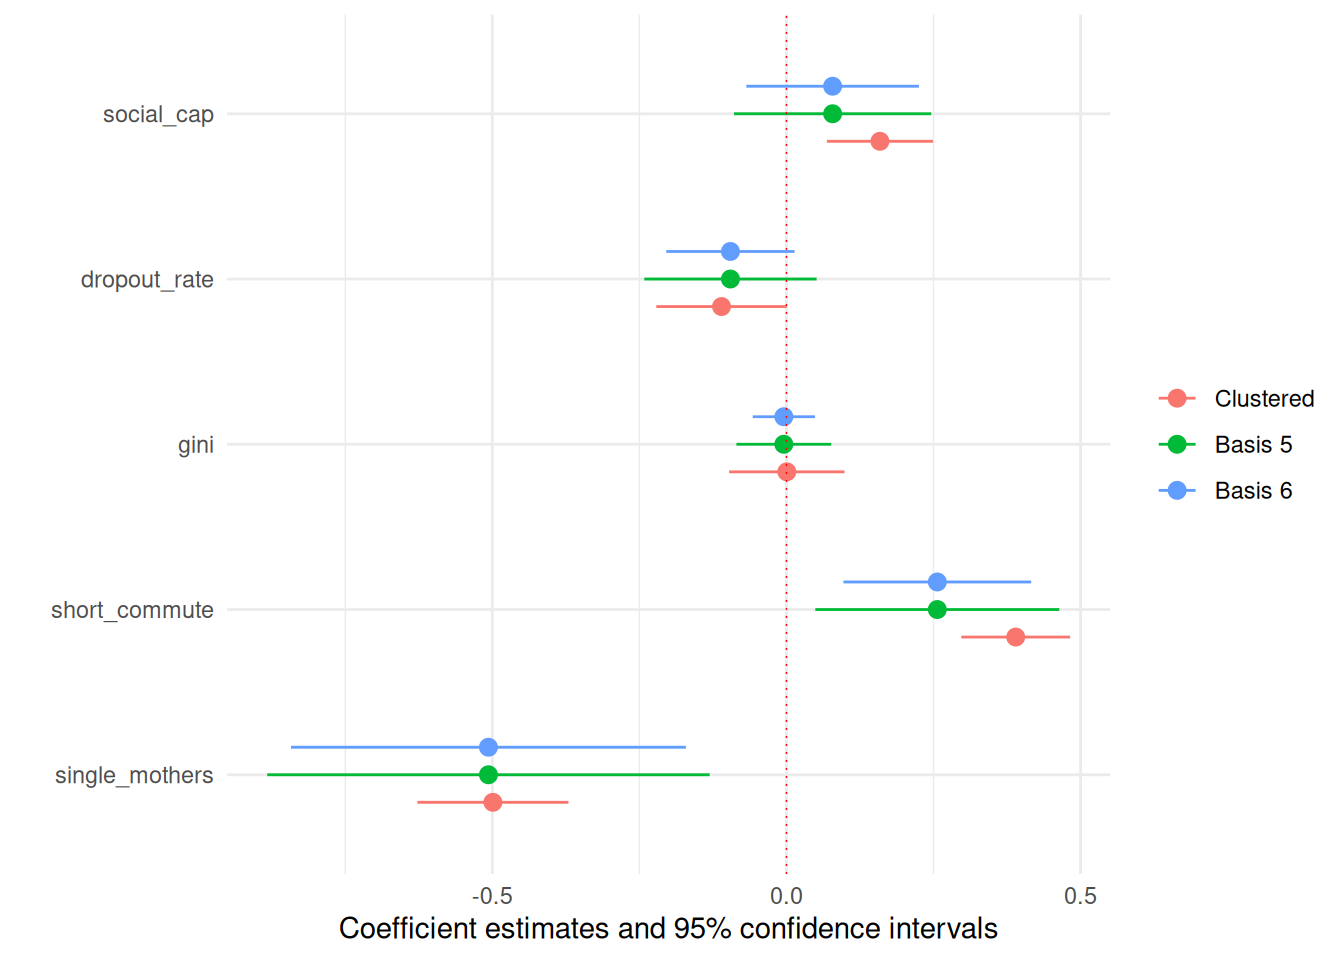 social_cap
dropout_rate
gini
short_commute
single_mothers
-0.5 0.0 0.5
Coefficient estimates and 95% confidence intervals
Clustered
Basis 5
Basis 6